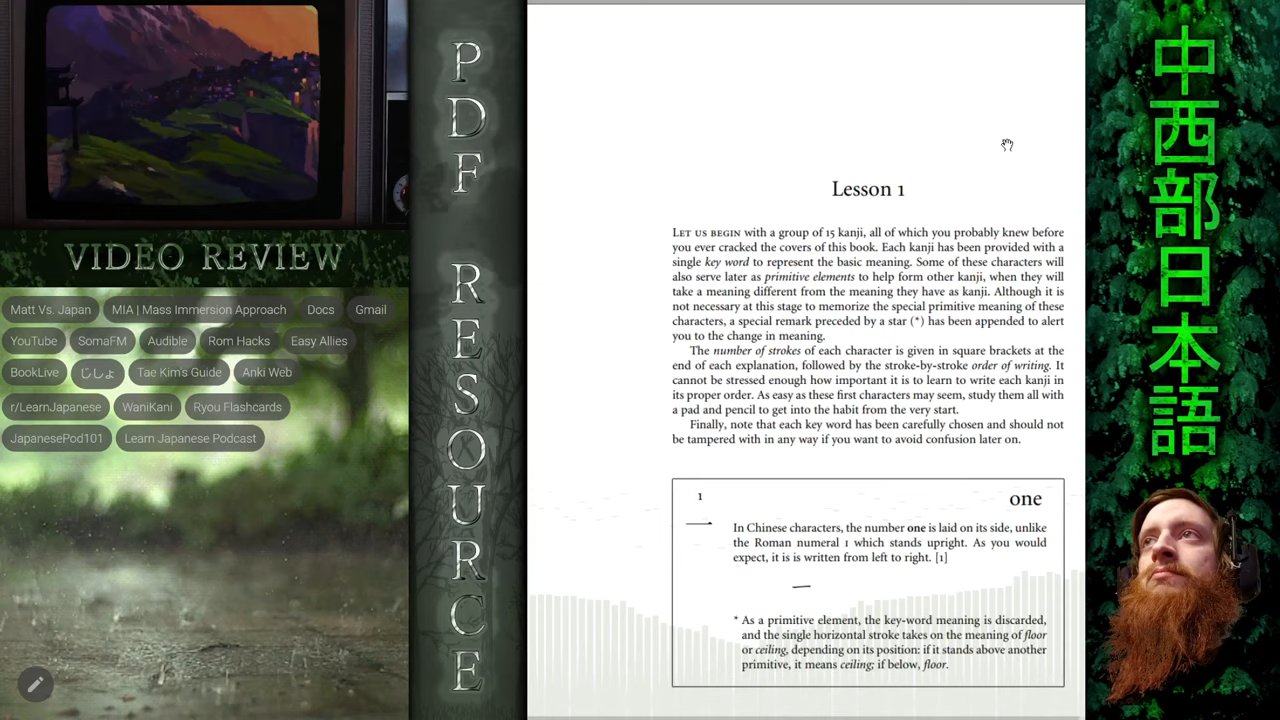 VIDEO REVIEW
Matt Vs. Japan MIA | Mass Immersion Approach Docs Gmail
YouTube SomaFM Audible Rom Hacks Easy Allies
BookLive じしょ Tae Kim's Guide Anki Web
r/LearnJapanese WaniKani Ryou Flashcards
JapanesePod101 Learn Japanese Podcast
PDF RESOURCE
Lesson 1
LET US BEGIN with a group of 15 kanji, all of which you probably knew before
you ever cracked the covers of this book. Each kanji has been provided with a
single key word to represent the basic meaning. Some of these characters will
also serve later as primitive elements to help form other kanji, when they will
take a meaning different from the meaning they have as kanji. Although it is
not necessary at this stage to memorize the special primitive meaning of these
characters, a special remark preceded by a star (*) has been appended to alert
you to the change in meaning.
The number of strokes of each character is given in square brackets at the
end of each explanation, followed by the stroke-by-stroke order of writing. It
cannot be stressed enough how important it is to learn to write each kanji in
its proper order. As easy as these first characters may seem, study them all with
a pad and pencil to get into the habit from the very start.
Finally, note that each key word has been carefully chosen and should not
be tampered with in any way if you want to avoid confusion later on.
1 one
一
In Chinese characters, the number one is laid on its side, unlike
the Roman numeral I which stands upright. As you would
expect, it is is written from left to right. [1]
一
* As a primitive element, the key-word meaning is discarded,
and the single horizontal stroke takes on the meaning of floor
or ceiling, depending on its position: if it stands above another
primitive, it means ceiling; if below, floor.
中西部日本語